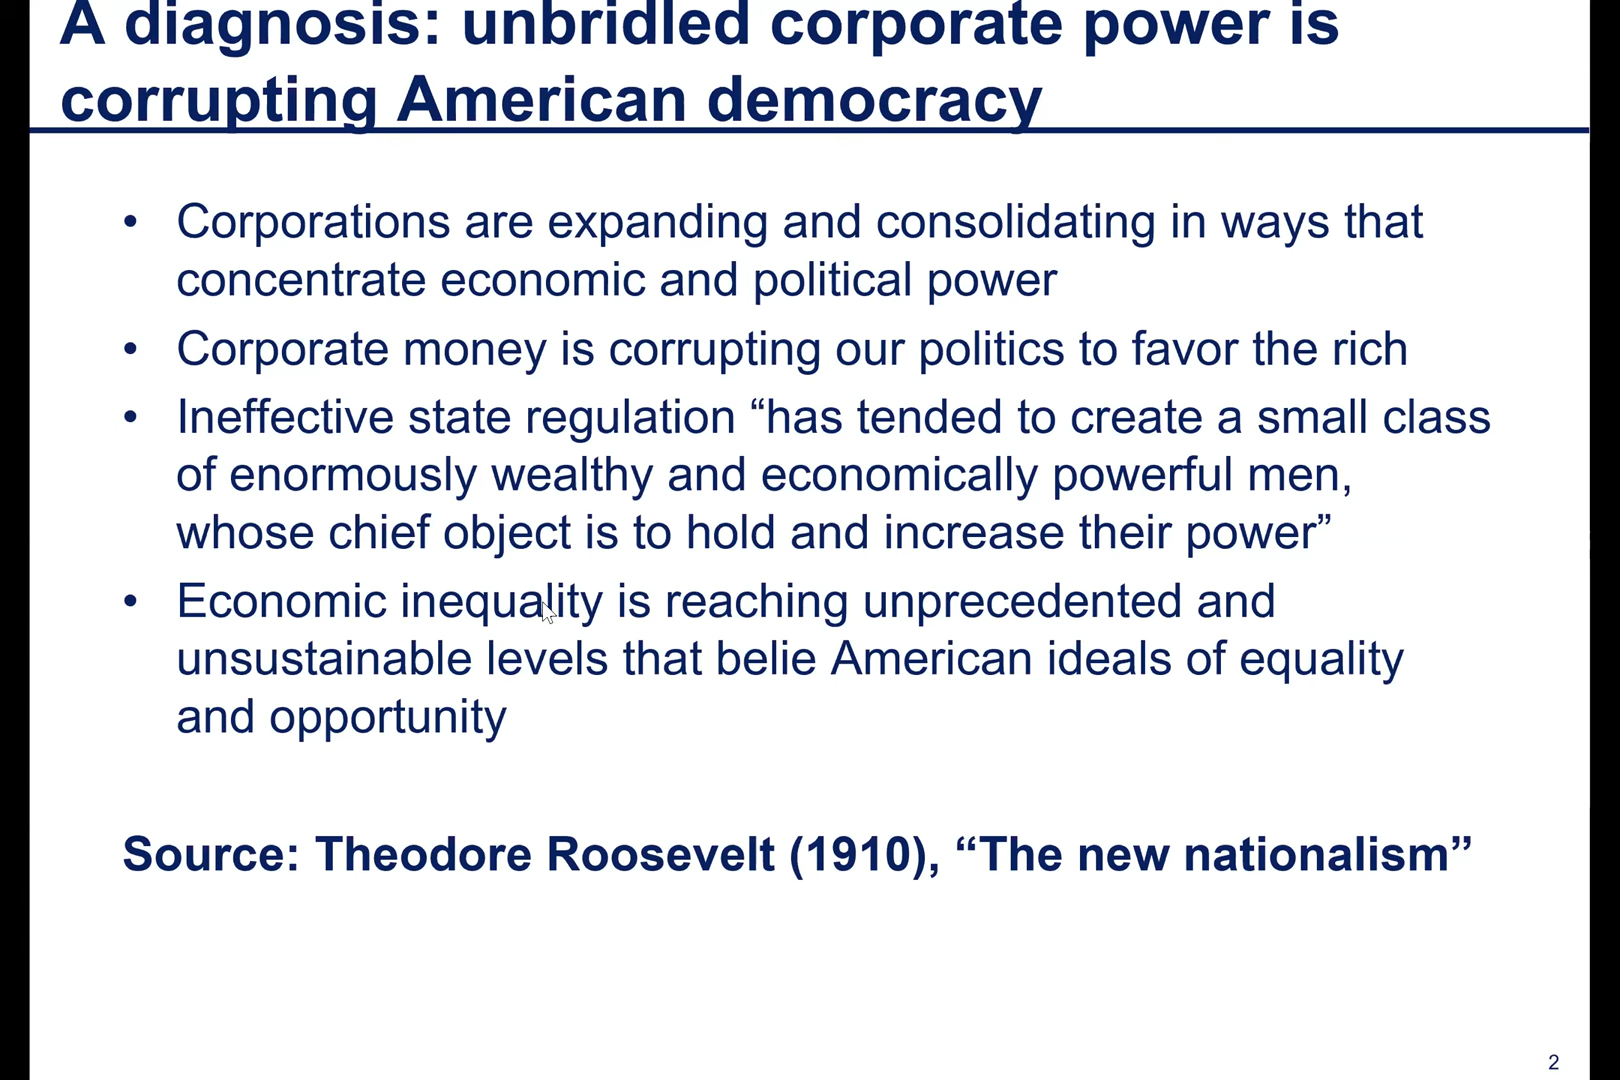 A diagnosis: unbridled corporate power is
corrupting American democracy
• Corporations are expanding and consolidating in ways that
concentrate economic and political power
• Corporate money is corrupting our politics to favor the rich
• Ineffective state regulation “has tended to create a small class
of enormously wealthy and economically powerful men,
whose chief object is to hold and increase their power”
• Economic inequality is reaching unprecedented and
unsustainable levels that belie American ideals of equality
and opportunity
Source: Theodore Roosevelt (1910), “The new nationalism”
2